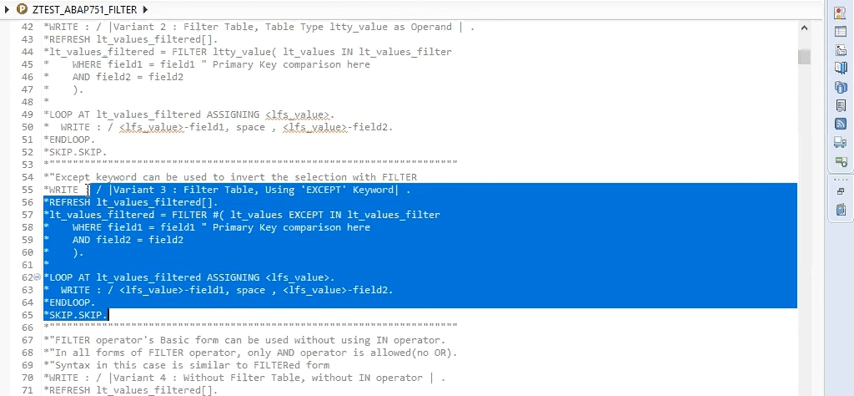 ZTEST_ABAP751_FILTER
42 *WRITE : / |Variant 2 : Filter Table, Table Type ltty_value as Operand | .
43 *REFRESH lt_values_filtered[].
44 *lt_values_filtered = FILTER ltty_value( lt_values IN lt_values_filter
45 *    WHERE field1 = field1 " Primary Key comparison here
46 *    AND field2 = field2
47 *    ).
48 *
49 *LOOP AT lt_values_filtered ASSIGNING <lfs_value>.
50 *  WRITE : / <lfs_value>-field1, space , <lfs_value>-field2.
51 *ENDLOOP.
52 *SKIP.SKIP.
53 *"""""""""""""""""""""""""""""""""""""""""""""""""""""""""""""""""
54 *"Except keyword can be used to invert the selection with FILTER
55 *WRITE : / |Variant 3 : Filter Table, Using 'EXCEPT' Keyword| .
56 *REFRESH lt_values_filtered[].
57 *lt_values_filtered = FILTER #( lt_values EXCEPT IN lt_values_filter
58 *    WHERE field1 = field1 " Primary Key comparison here
59 *    AND field2 = field2
60 *    ).
61 *
62 *LOOP AT lt_values_filtered ASSIGNING <lfs_value>.
63 *  WRITE : / <lfs_value>-field1, space , <lfs_value>-field2.
64 *ENDLOOP.
65 *SKIP.SKIP.
66 *"""""""""""""""""""""""""""""""""""""""""""""""""""""""""""""""""
67 *"FILTER operator's Basic form can be used without using IN operator.
68 *"In all forms of FILTER operator, only AND operator is allowed(no OR).
69 *"Syntax in this case is similar to FILTERed form
70 *WRITE : / |Variant 4 : Without Filter Table, without IN operator | .
71 *REFRESH lt_values_filtered[].